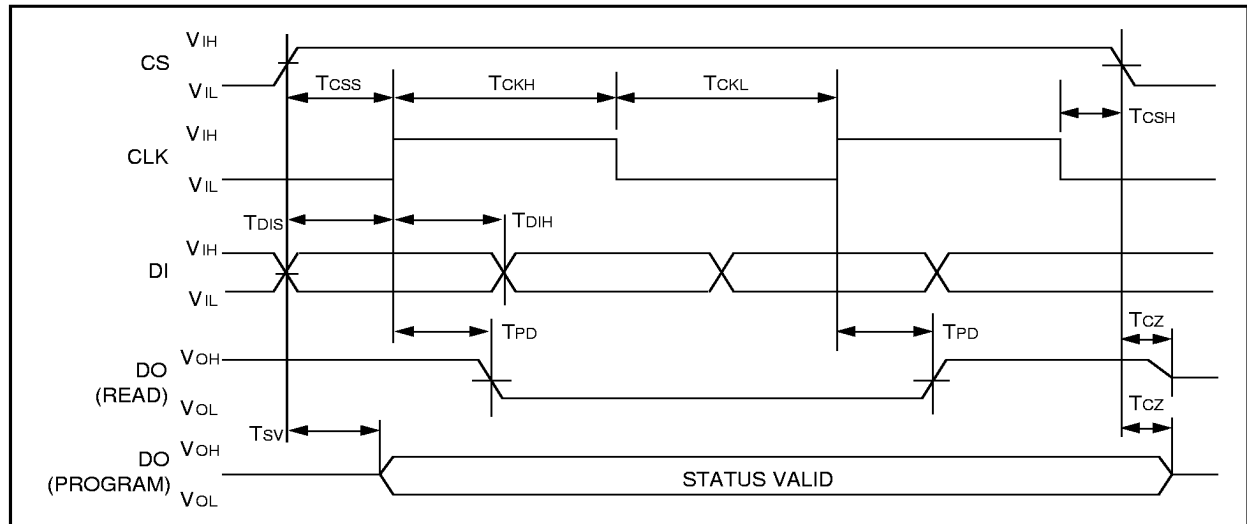 VIH
CS
VIL
TCSS
TCKH
TCKL
TCSH
VIH
CLK
VIL
TDIS
TDIH
VIH
DI
VIL
TPD
TPD
TCZ
VOH
DO
(READ)
VOL
TCZ
TSV
VOH
DO
(PROGRAM)
VOL
STATUS VALID